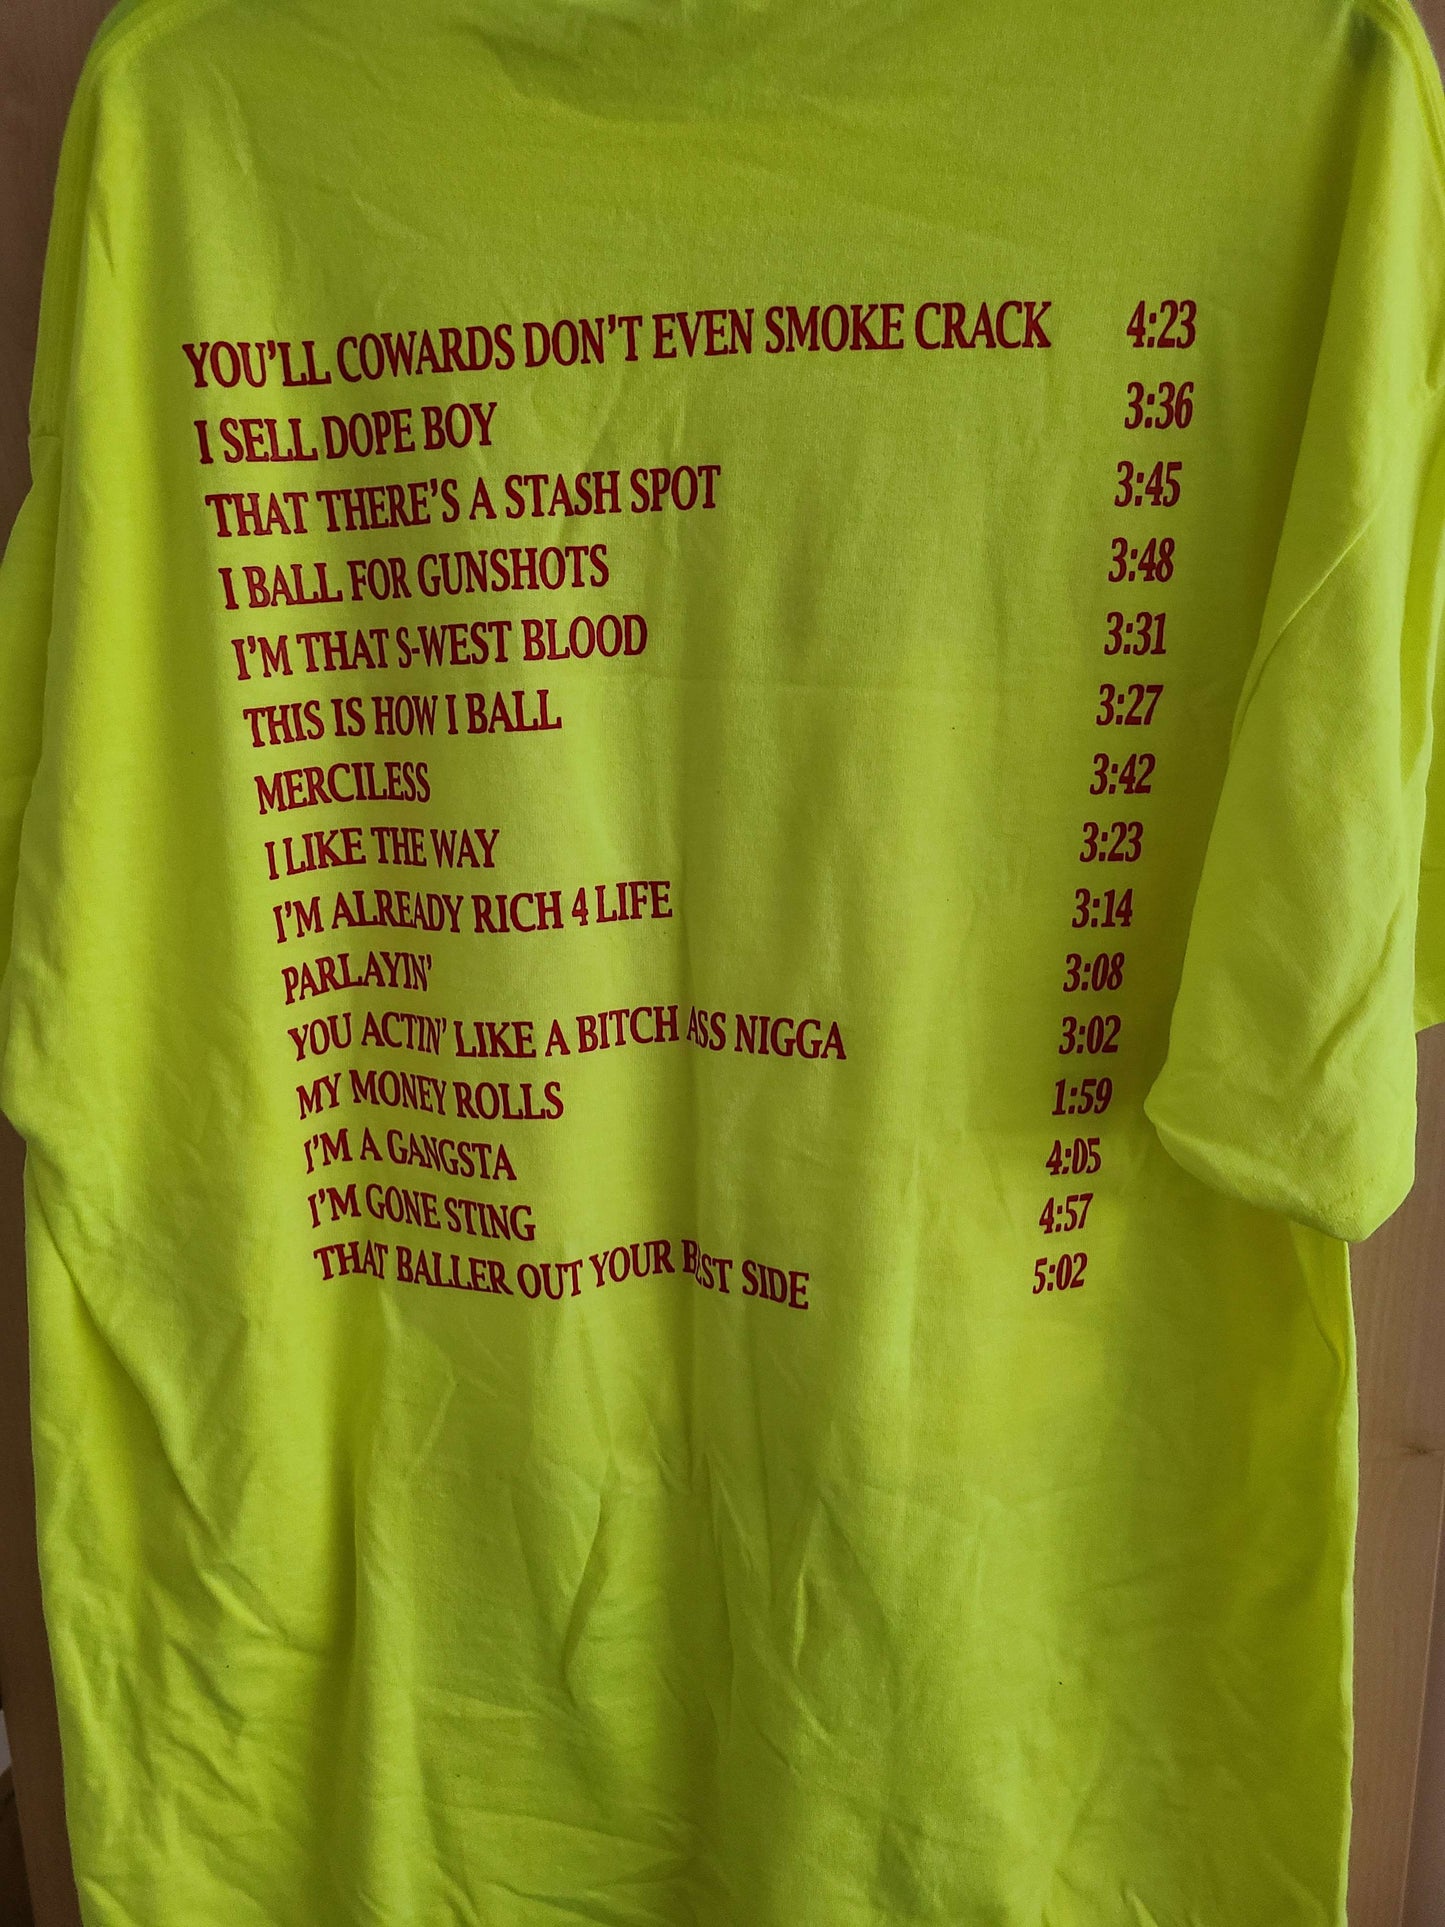 YOU'LL COWARDS DON'T EVEN SMOKE CRACK 4:23
I SELL DOPE BOY 3:36
THAT THERE'S A STASH SPOT 3:45
I BALL FOR GUNSHOTS 3:48
I'M THAT S-WEST BLOOD 3:31
THIS IS HOW I BALL 3:27
MERCILESS 3:42
I LIKE THE WAY 3:23
I'M ALREADY RICH 4 LIFE 3:14
PARLAYIN' 3:08
YOU ACTIN' LIKE A BITCH ASS NIGGA 3:02
MY MONEY ROLLS 1:59
I'M A GANGSTA 4:05
I'M GONE STING 4:57
THAT BALLER OUT YOUR BEST SIDE 5:02